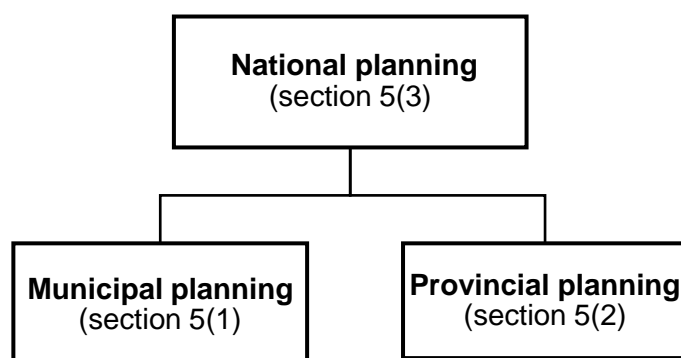 National planning
(section 5(3)
Municipal planning
(section 5(1)
Provincial planning
(section 5(2)